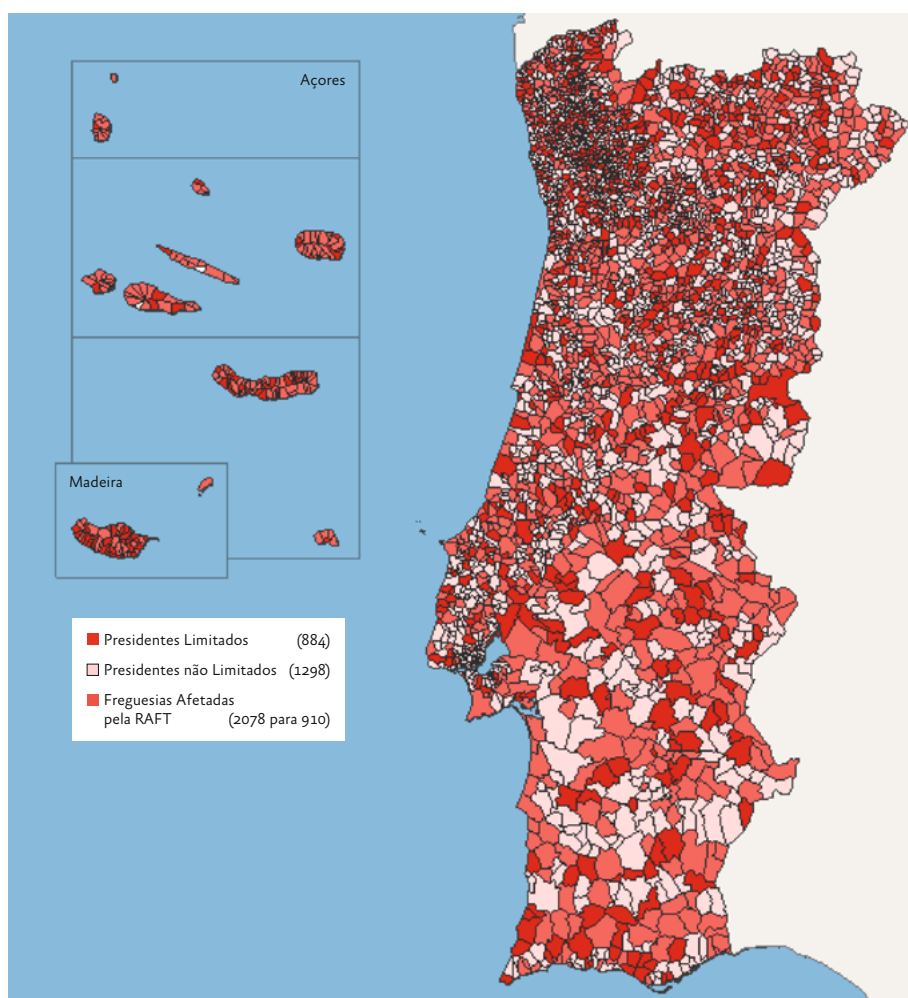 Açores
Madeira
Presidentes Limitados (884)
Presidentes não Limitados (1298)
Freguesias Afetadas
pela RAFT (2078 para 910)